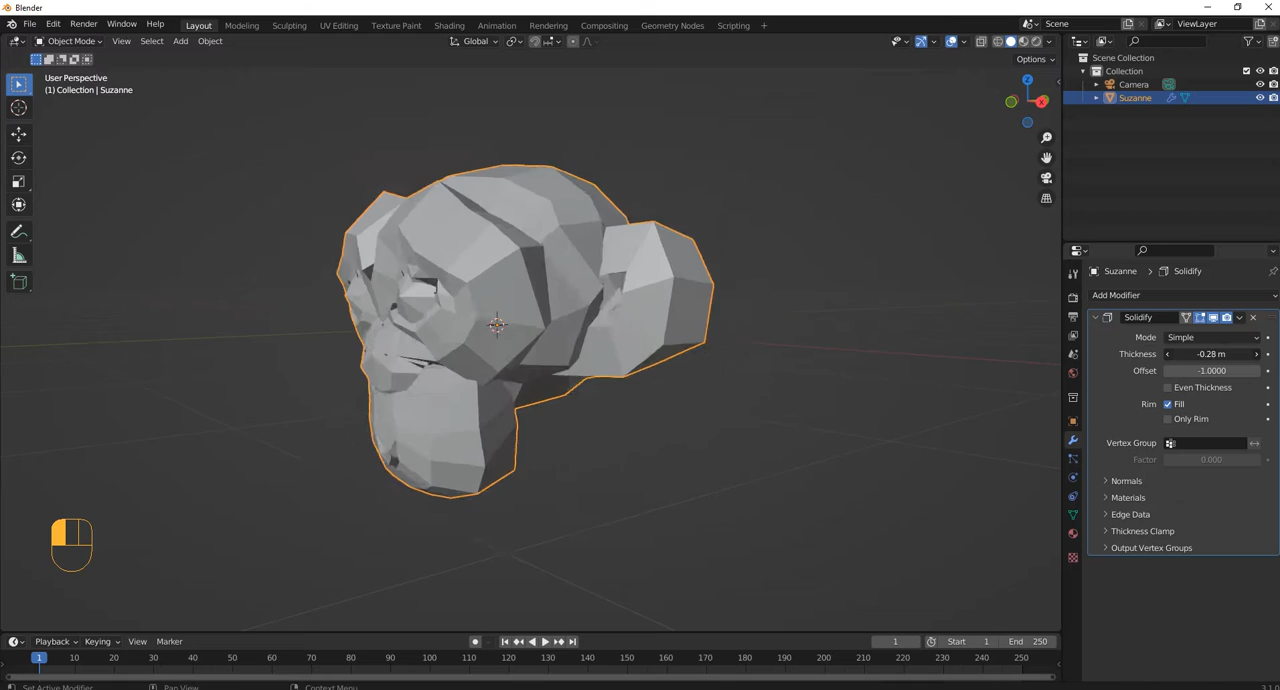 Blender
File Edit Render Window Help Layout Modeling Sculpting UV Editing Texture Paint Shading Animation Rendering Compositing Geometry Nodes Scripting + Scene ViewLayer
Object Mode View Select Add Object Global
Options
User Perspective
(1) Collection | Suzanne
Scene Collection
Collection
Camera
Suzanne
Suzanne > Solidify
Add Modifier
Solidify
Mode Simple
Thickness -0.28 m
Offset -1.0000
Even Thickness
Rim Fill
Only Rim
Vertex Group
Factor 0.000
Normals
Materials
Edge Data
Thickness Clamp
Output Vertex Groups
Playback Keying View Marker 1 Start 1 End 250
1 10 20 30 40 50 60 70 80 90 100 110 120 130 140 150 160 170 180 190 200 210 220 230 240 250
Set Active Modifier Pan View Context Menu 3.1.0